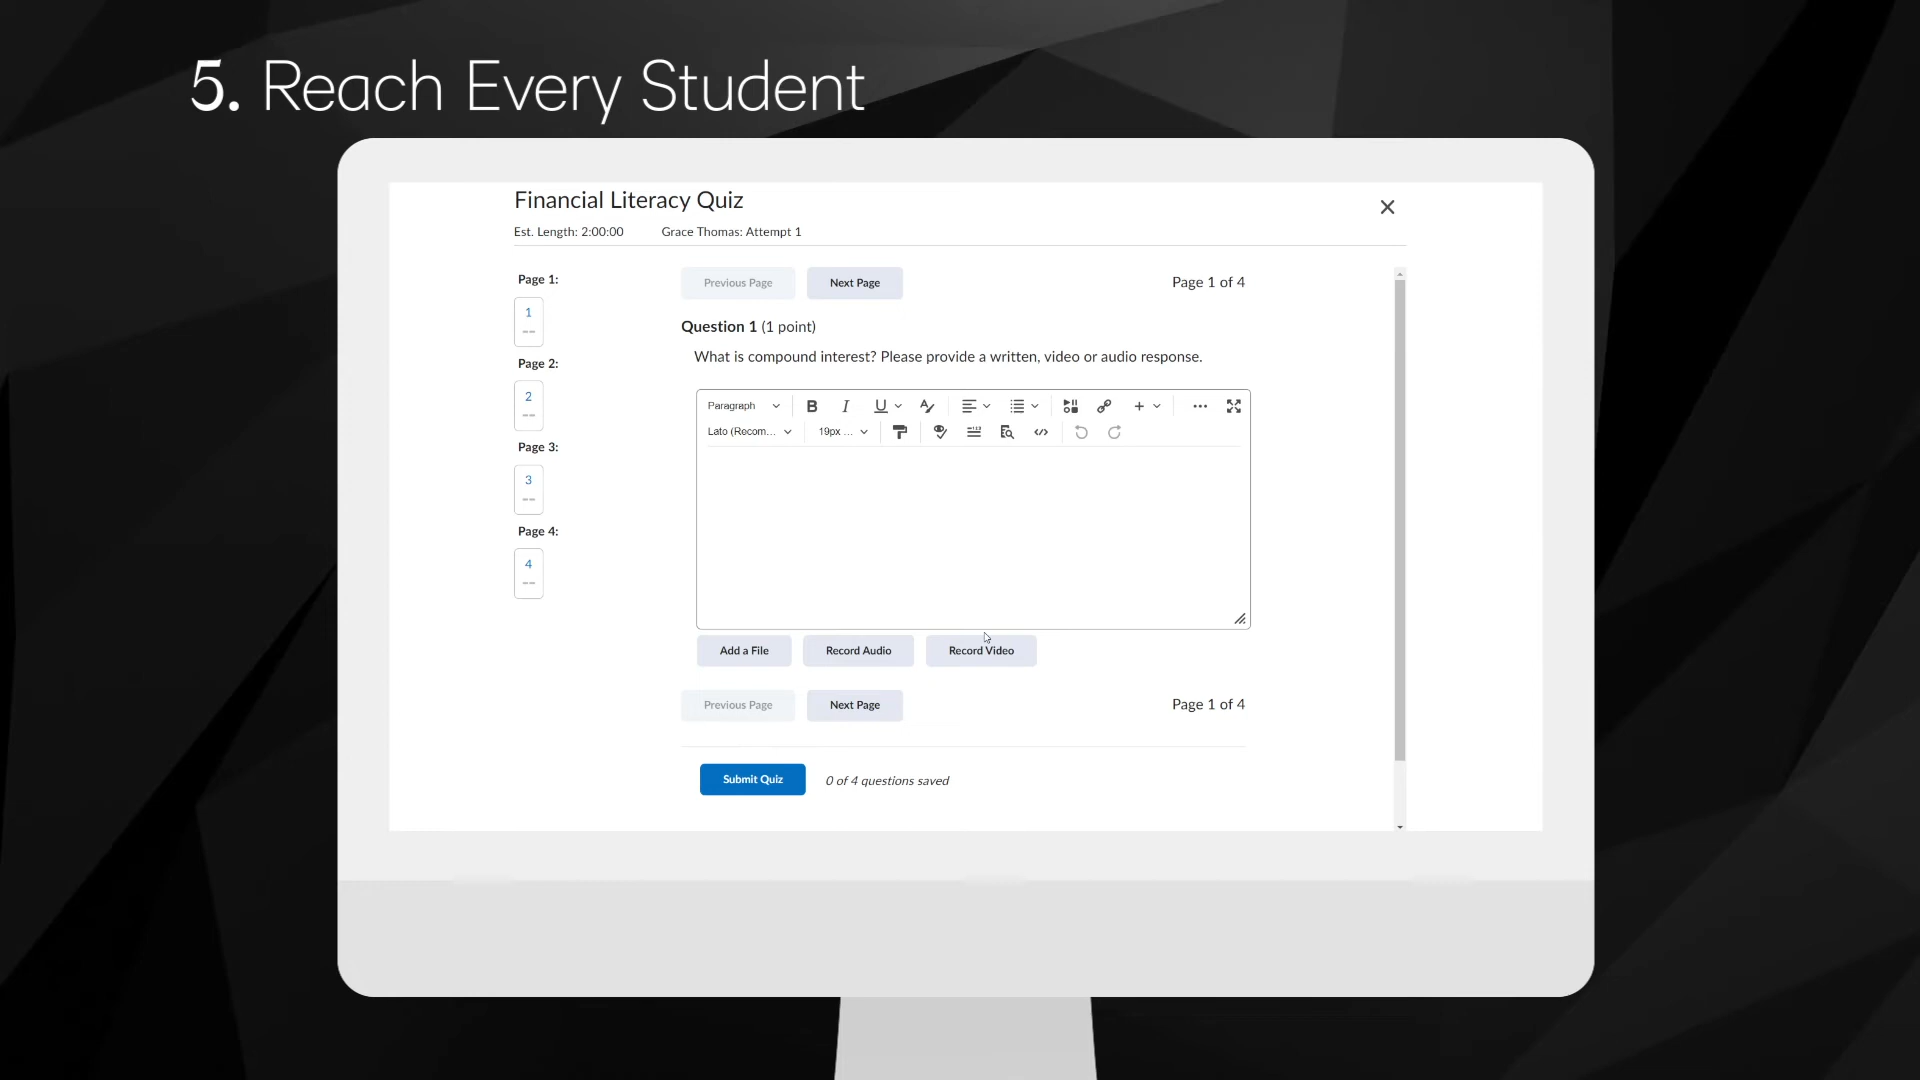 5. Reach Every Student
Financial Literacy Quiz
Est. Length: 2:00:00 Grace Thomas: Attempt 1
Page 1:
1
--
Page 2:
2
--
Page 3:
3
--
Page 4:
4
--
Previous Page Next Page Page 1 of 4
Question 1 (1 point)
What is compound interest? Please provide a written, video or audio response.
Paragraph B I U
Lato (Recom... 19px ...
Add a File Record Audio Record Video
Previous Page Next Page Page 1 of 4
Submit Quiz 0 of 4 questions saved